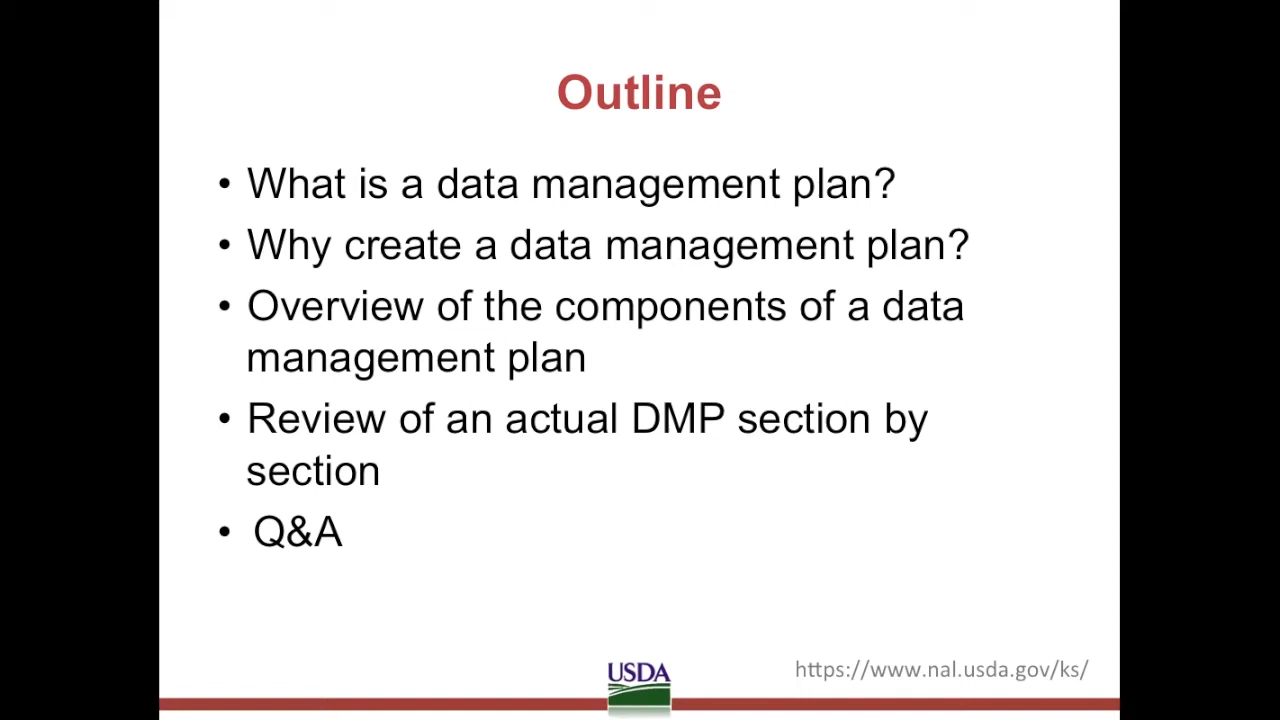 Outline
• What is a data management plan?
• Why create a data management plan?
• Overview of the components of a data
management plan
• Review of an actual DMP section by
section
• Q&A
USDA
https://www.nal.usda.gov/ks/